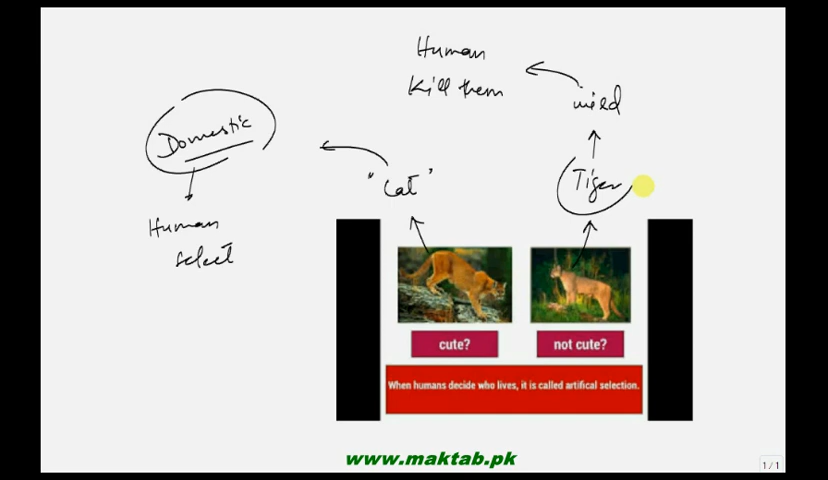 Human
Kill them
wild
Domestic
"Cat"
Tiger
Human
select
cute?
not cute?
When humans decide who lives, it is called artifical selection.
www.maktab.pk
1/1